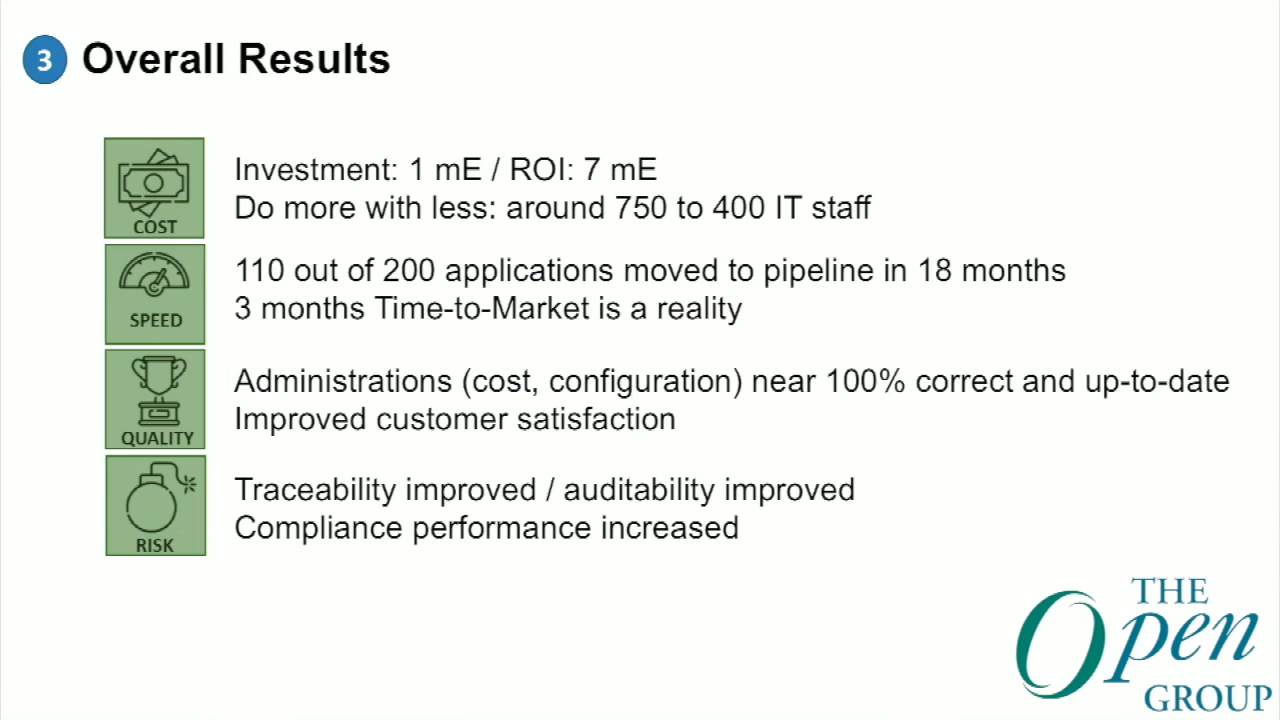 3 Overall Results
Investment: 1 mE / ROI: 7 mE
Do more with less: around 750 to 400 IT staff
COST
110 out of 200 applications moved to pipeline in 18 months
3 months Time-to-Market is a reality
SPEED
Administrations (cost, configuration) near 100% correct and up-to-date
Improved customer satisfaction
QUALITY
Traceability improved / auditability improved
Compliance performance increased
RISK
THE
Open
GROUP